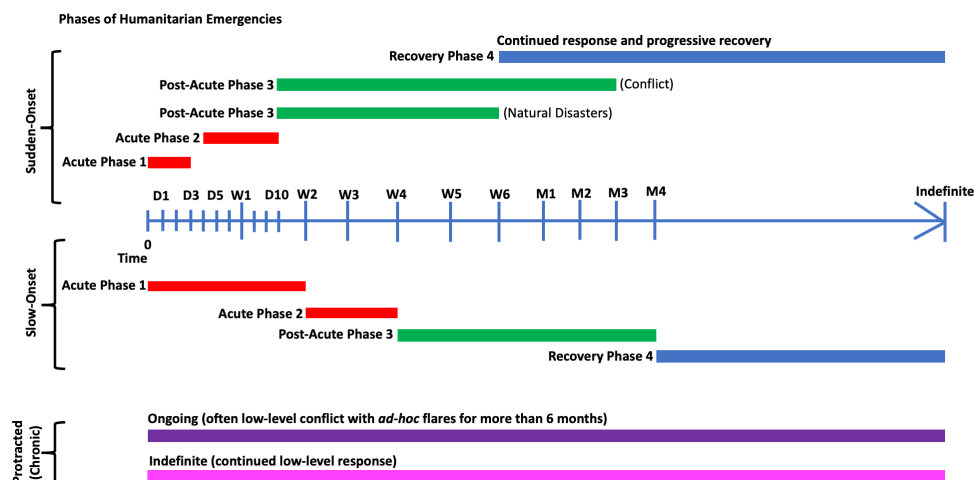 Phases of Humanitarian Emergencies
Continued response and progressive recovery
Recovery Phase 4
Post-Acute Phase 3 (Conflict)
Post-Acute Phase 3 (Natural Disasters)
Acute Phase 2
Acute Phase 1
Sudden-Onset
D1 D3 D5 W1 D10 W2 W3 W4 W5 W6 M1 M2 M3 M4 Indefinite
0
Time
Acute Phase 1
Acute Phase 2
Post-Acute Phase 3
Recovery Phase 4
Slow-Onset
Ongoing (often low-level conflict with ad-hoc flares for more than 6 months)
Indefinite (continued low-level response)
Protracted
(Chronic)